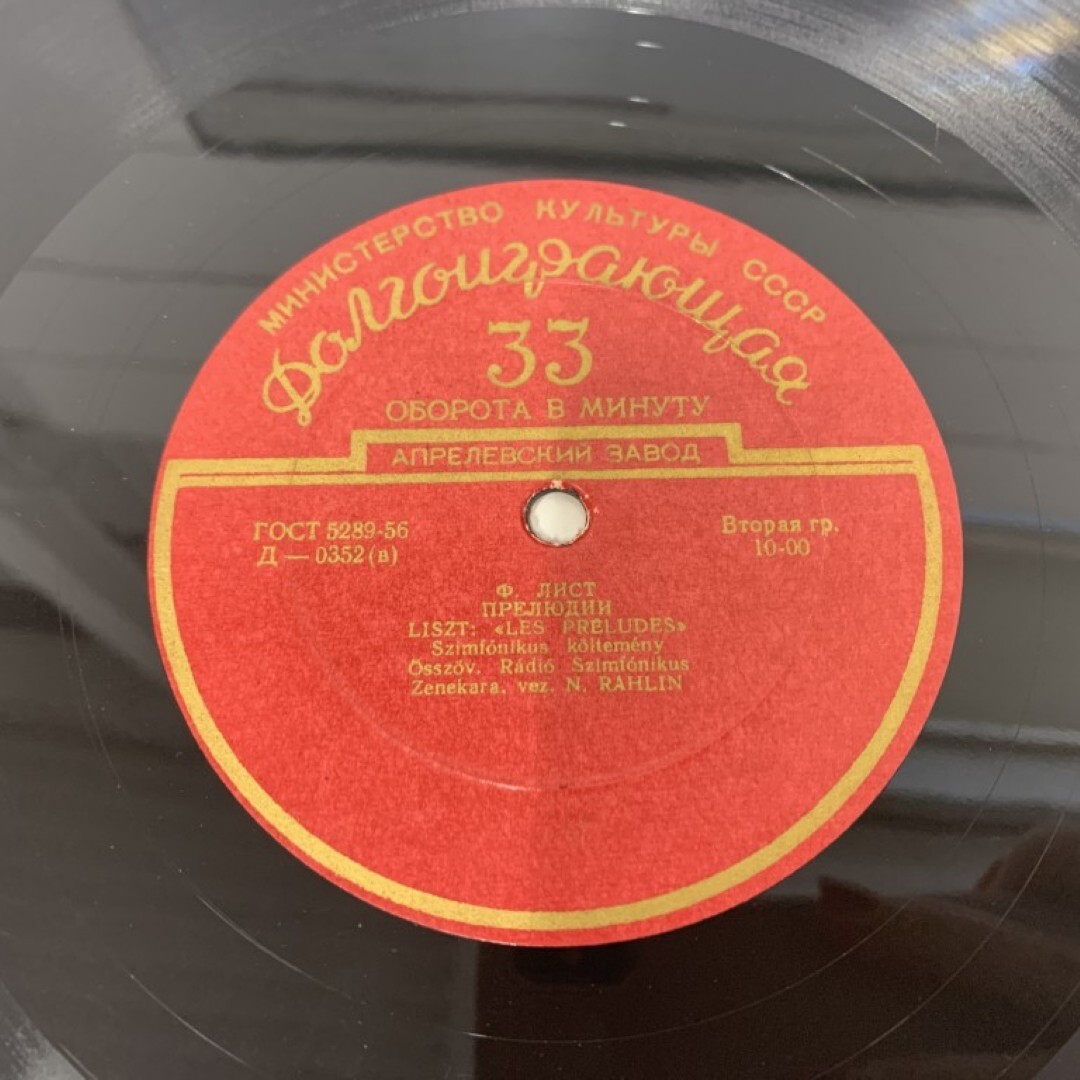 МИНИСТЕРСТВО КУЛЬТУРЫ СССР
Долгоиграющая
33
ОБОРОТА В МИНУТУ
АПРЕЛЕВСКИЙ ЗАВОД
ГОСТ 5289-56
Д — 0352 (в)
Вторая гр.
10-00
Ф. ЛИСТ
ПРЕЛЮДИИ
LISZT: «LES PRÉLUDES»
Szimfónikus költemény
Összöv. Rádió Szimfónikus
Zenekara. vez. N. RAHLIN